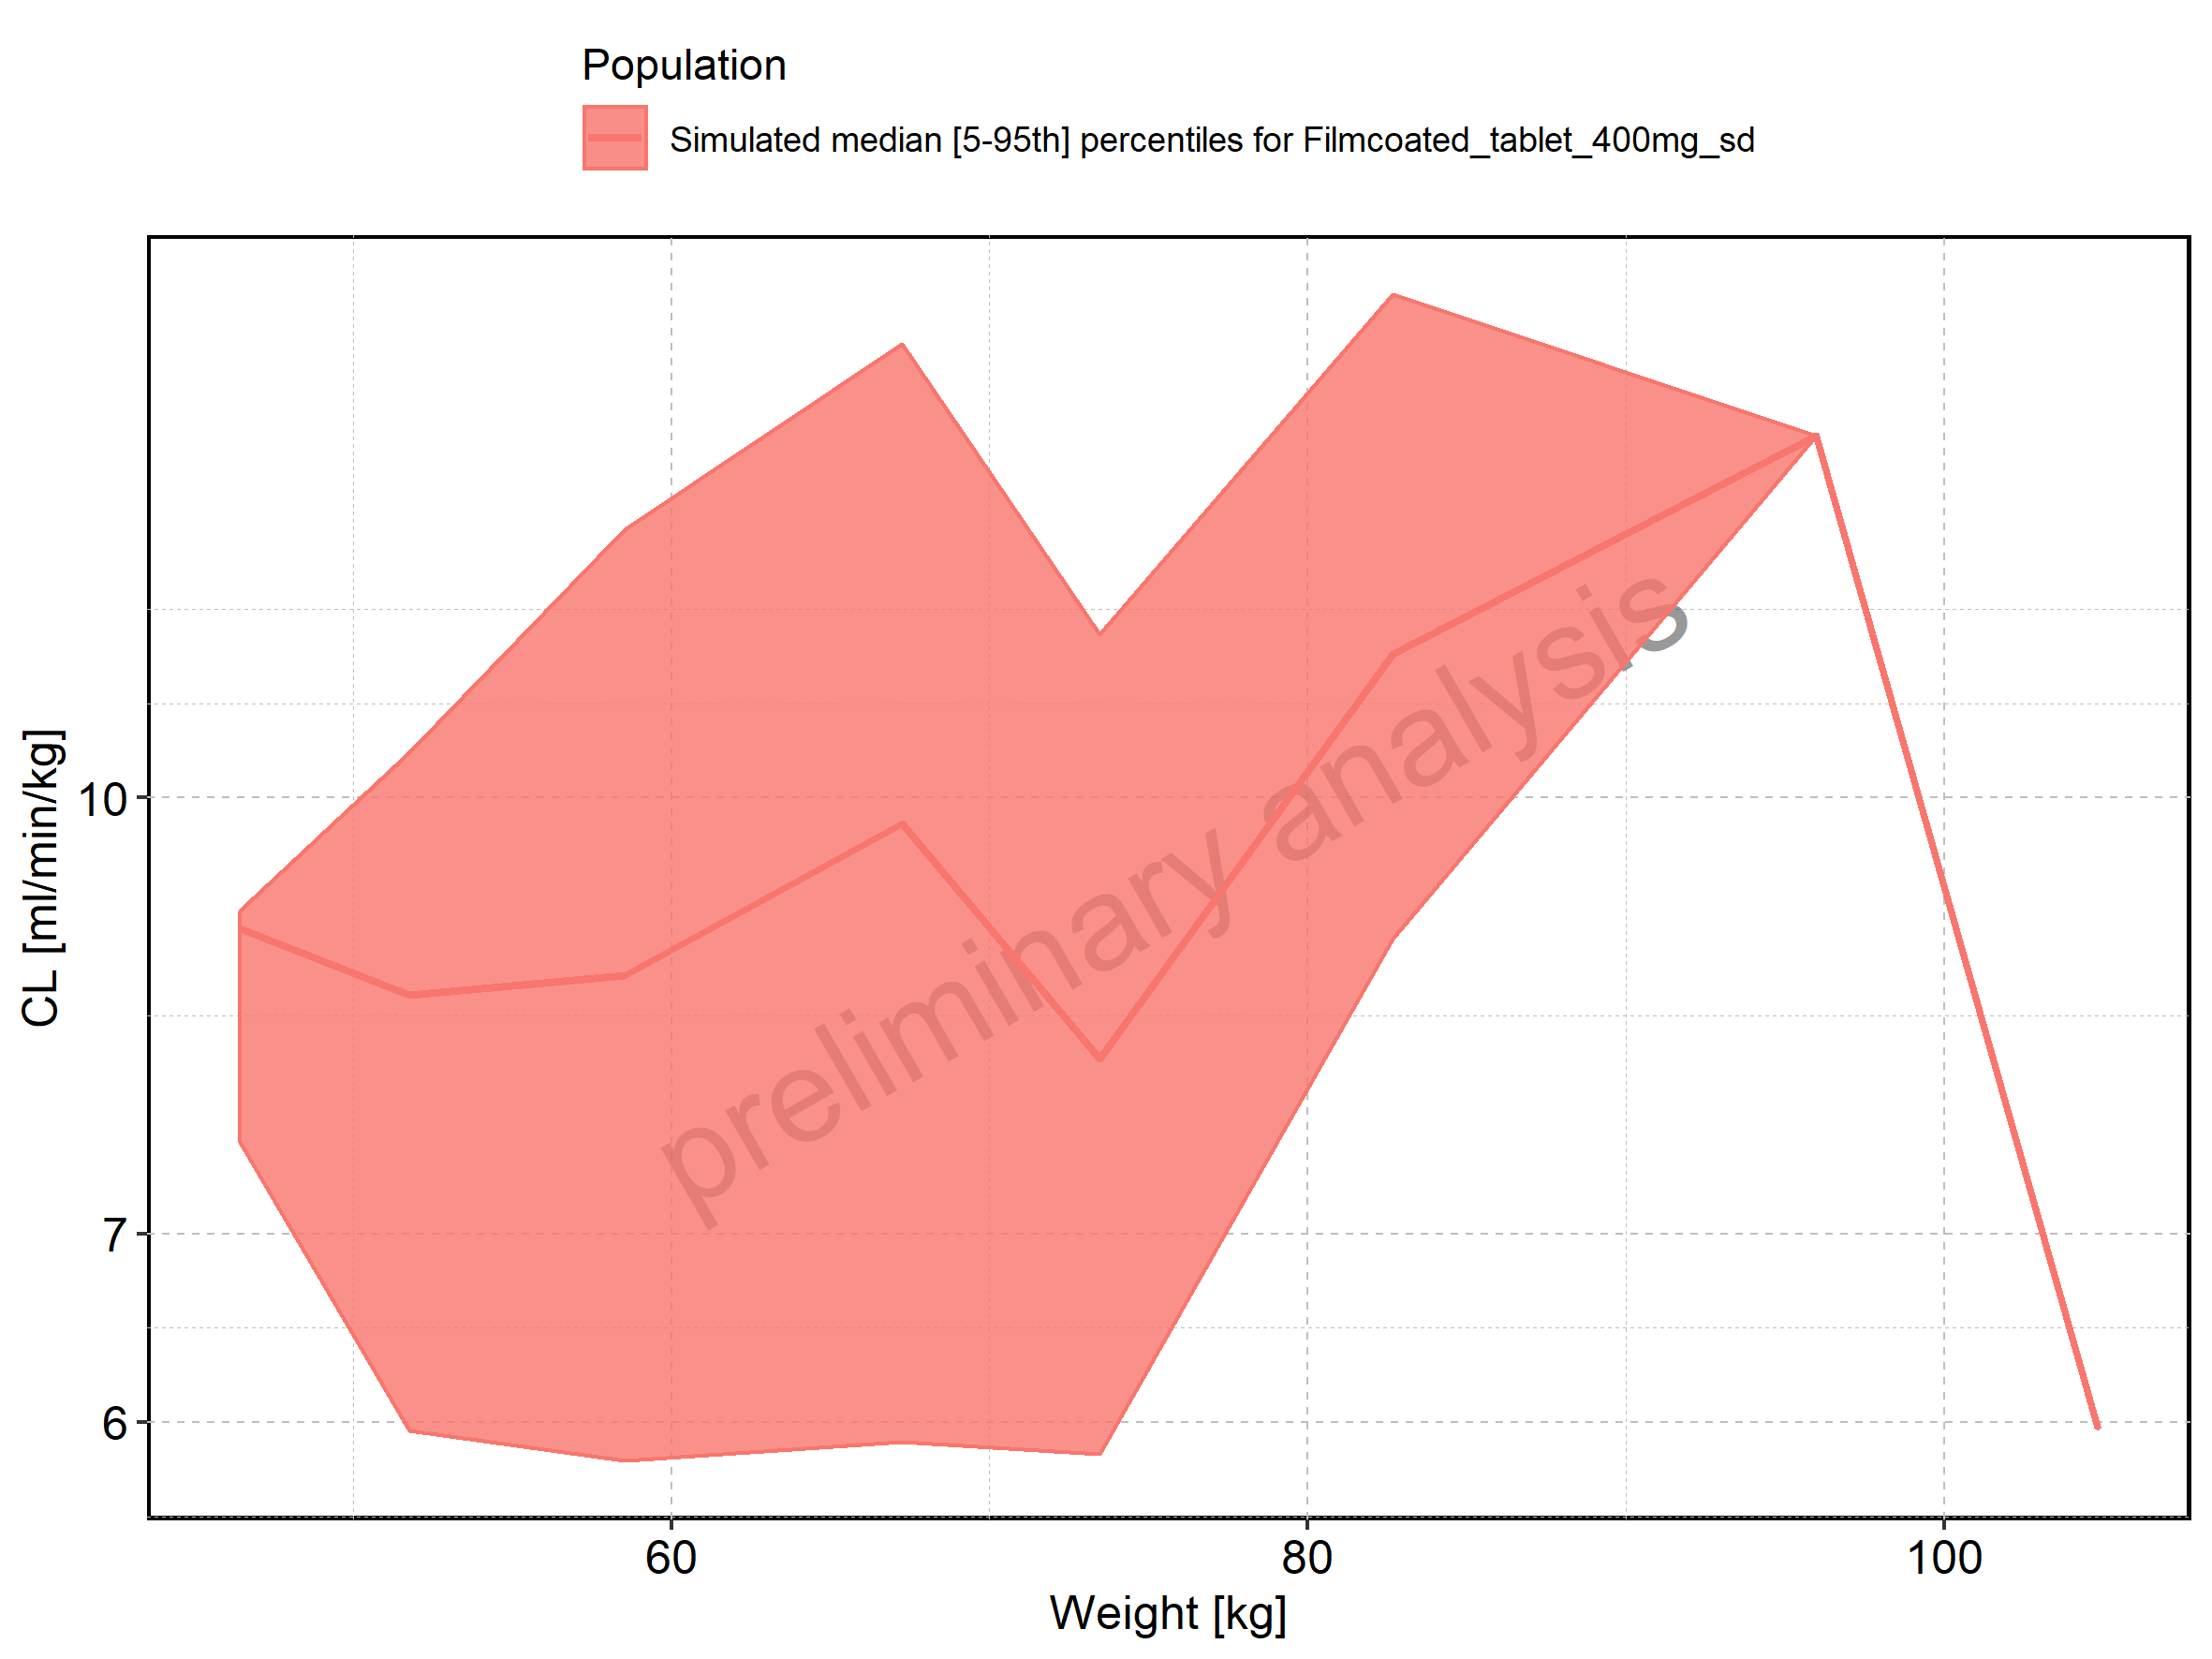 Population
Simulated median [5-95th] percentiles for Filmcoated_tablet_400mg_sd
CL [ml/min/kg]
10
7
6
preliminary analysis
60
80
100
Weight [kg]